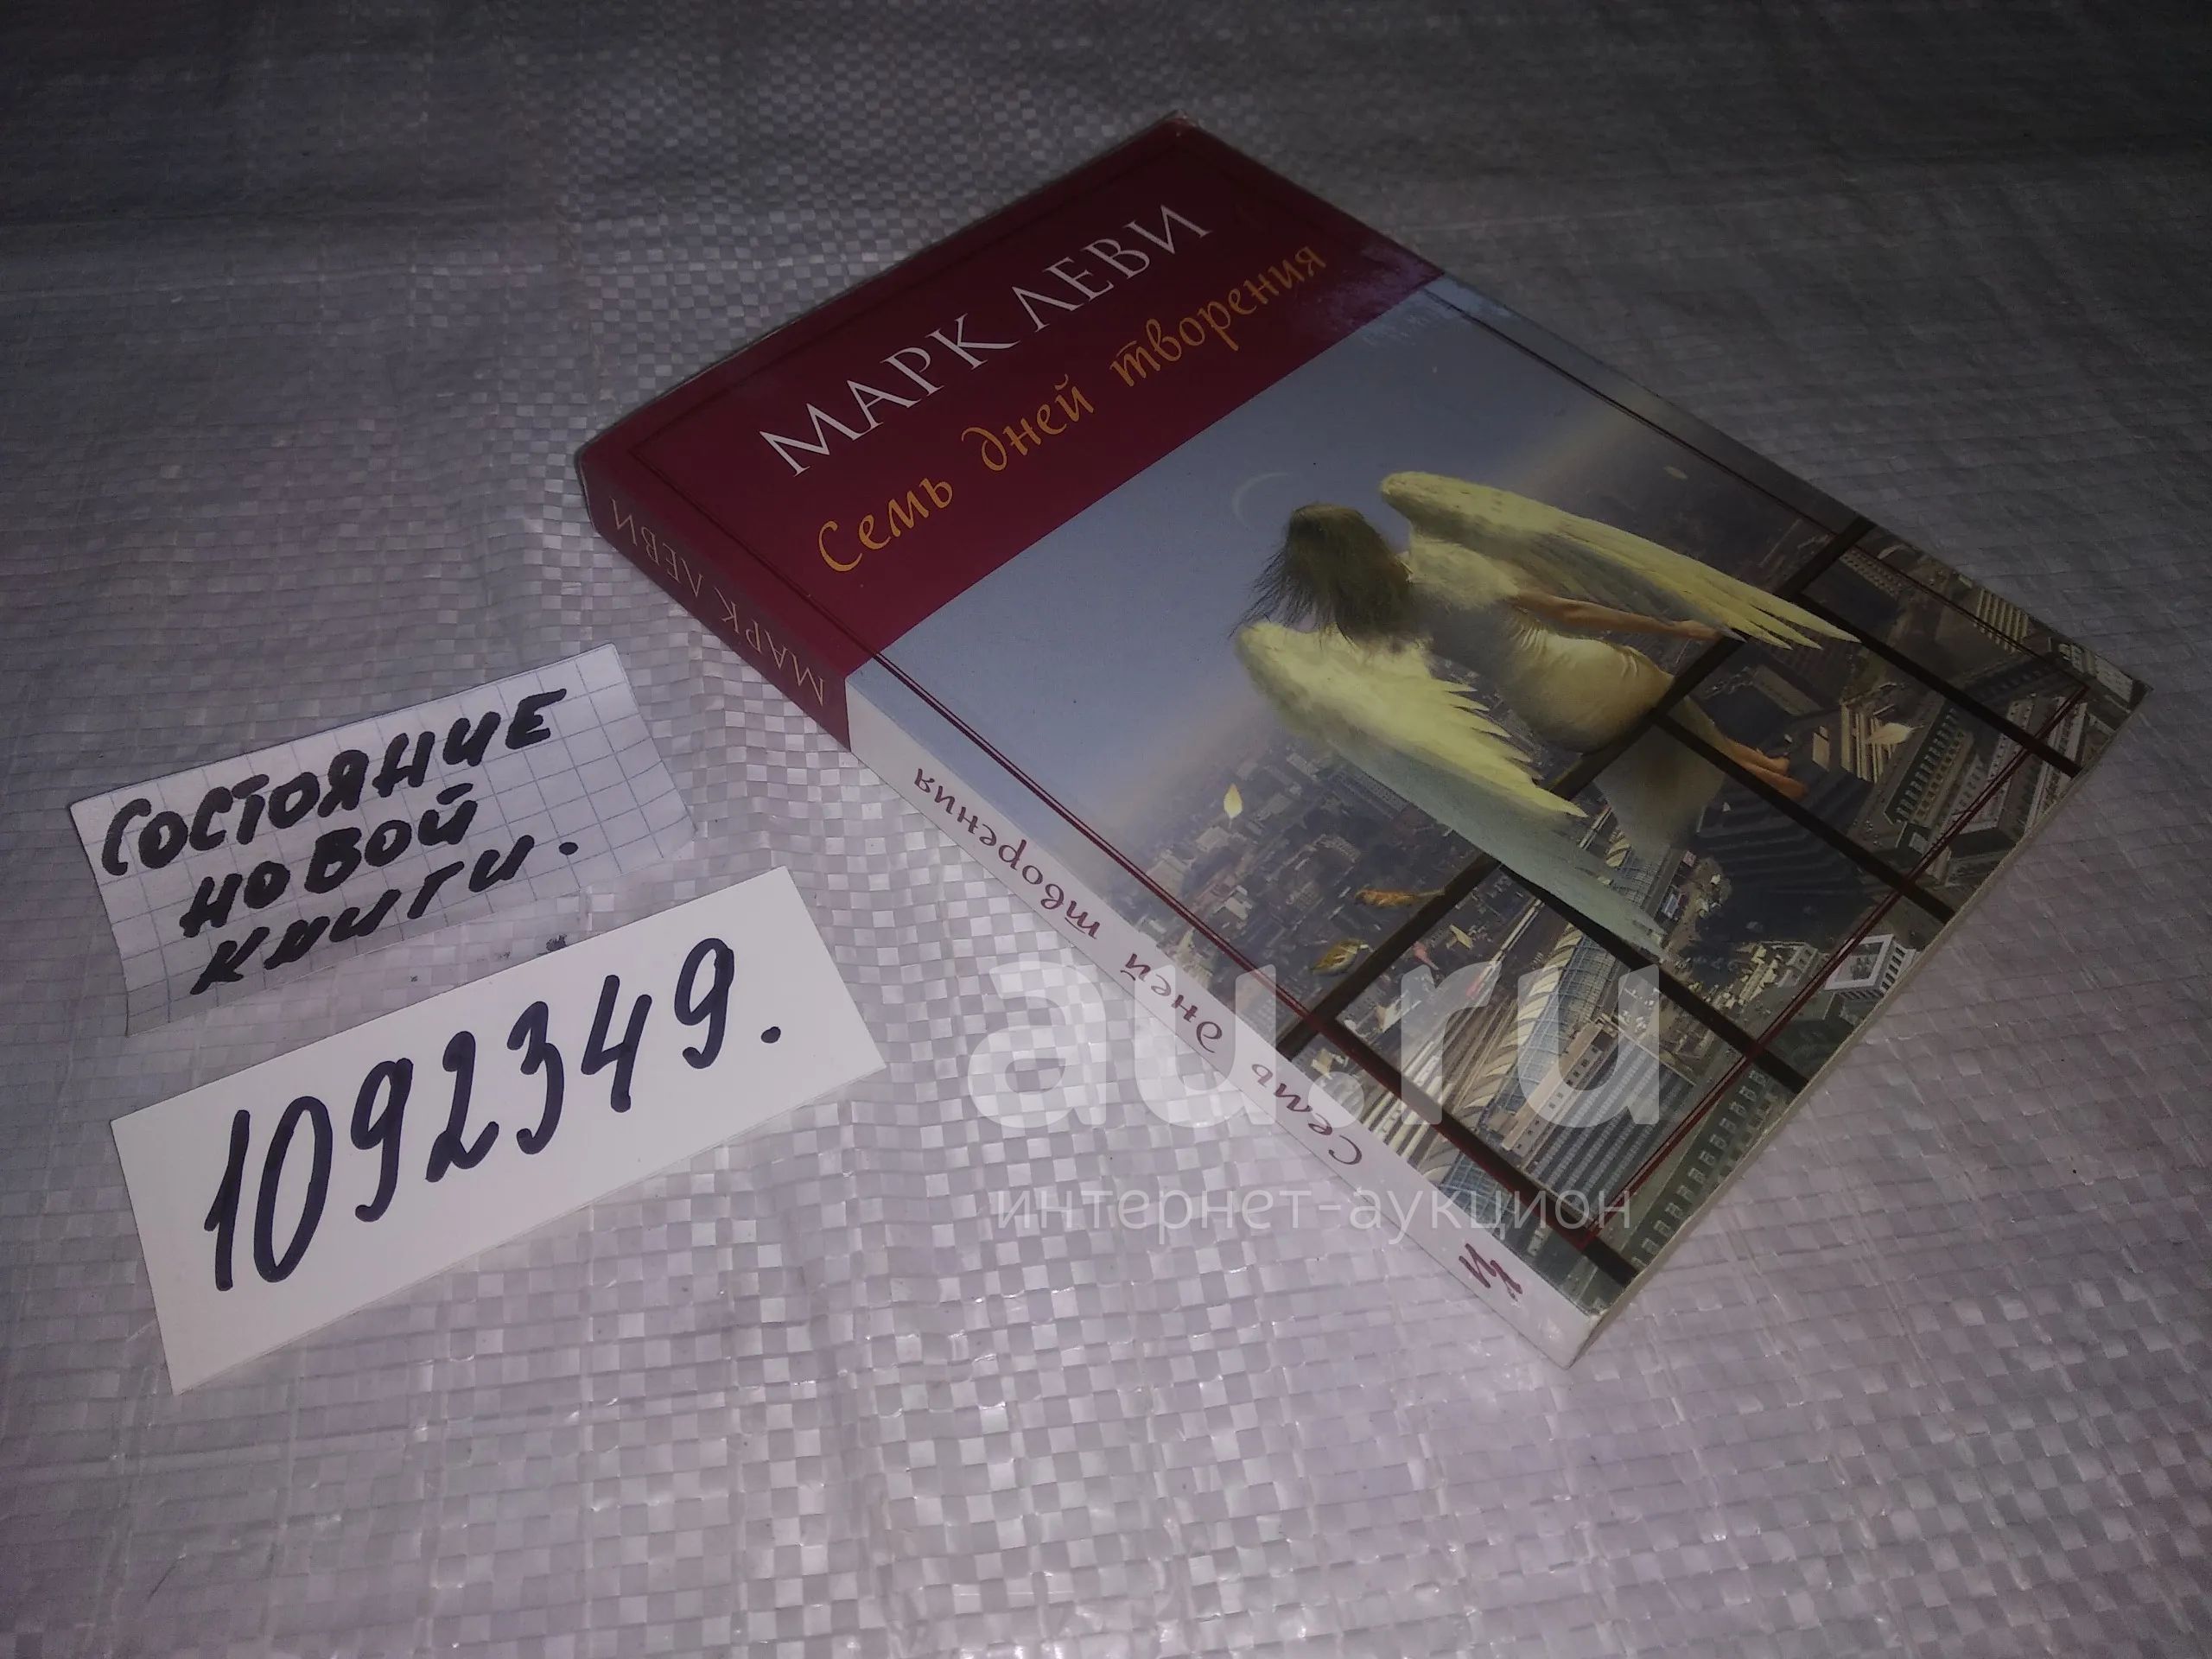 МАРК ЛЕВИ
Семь дней творения
МАРК ЛЕВИ
Семь дней творения
СОСТОЯНИЕ
НОВОЙ
КНИГИ.
1092349.
au.ru
интернет-аукцион